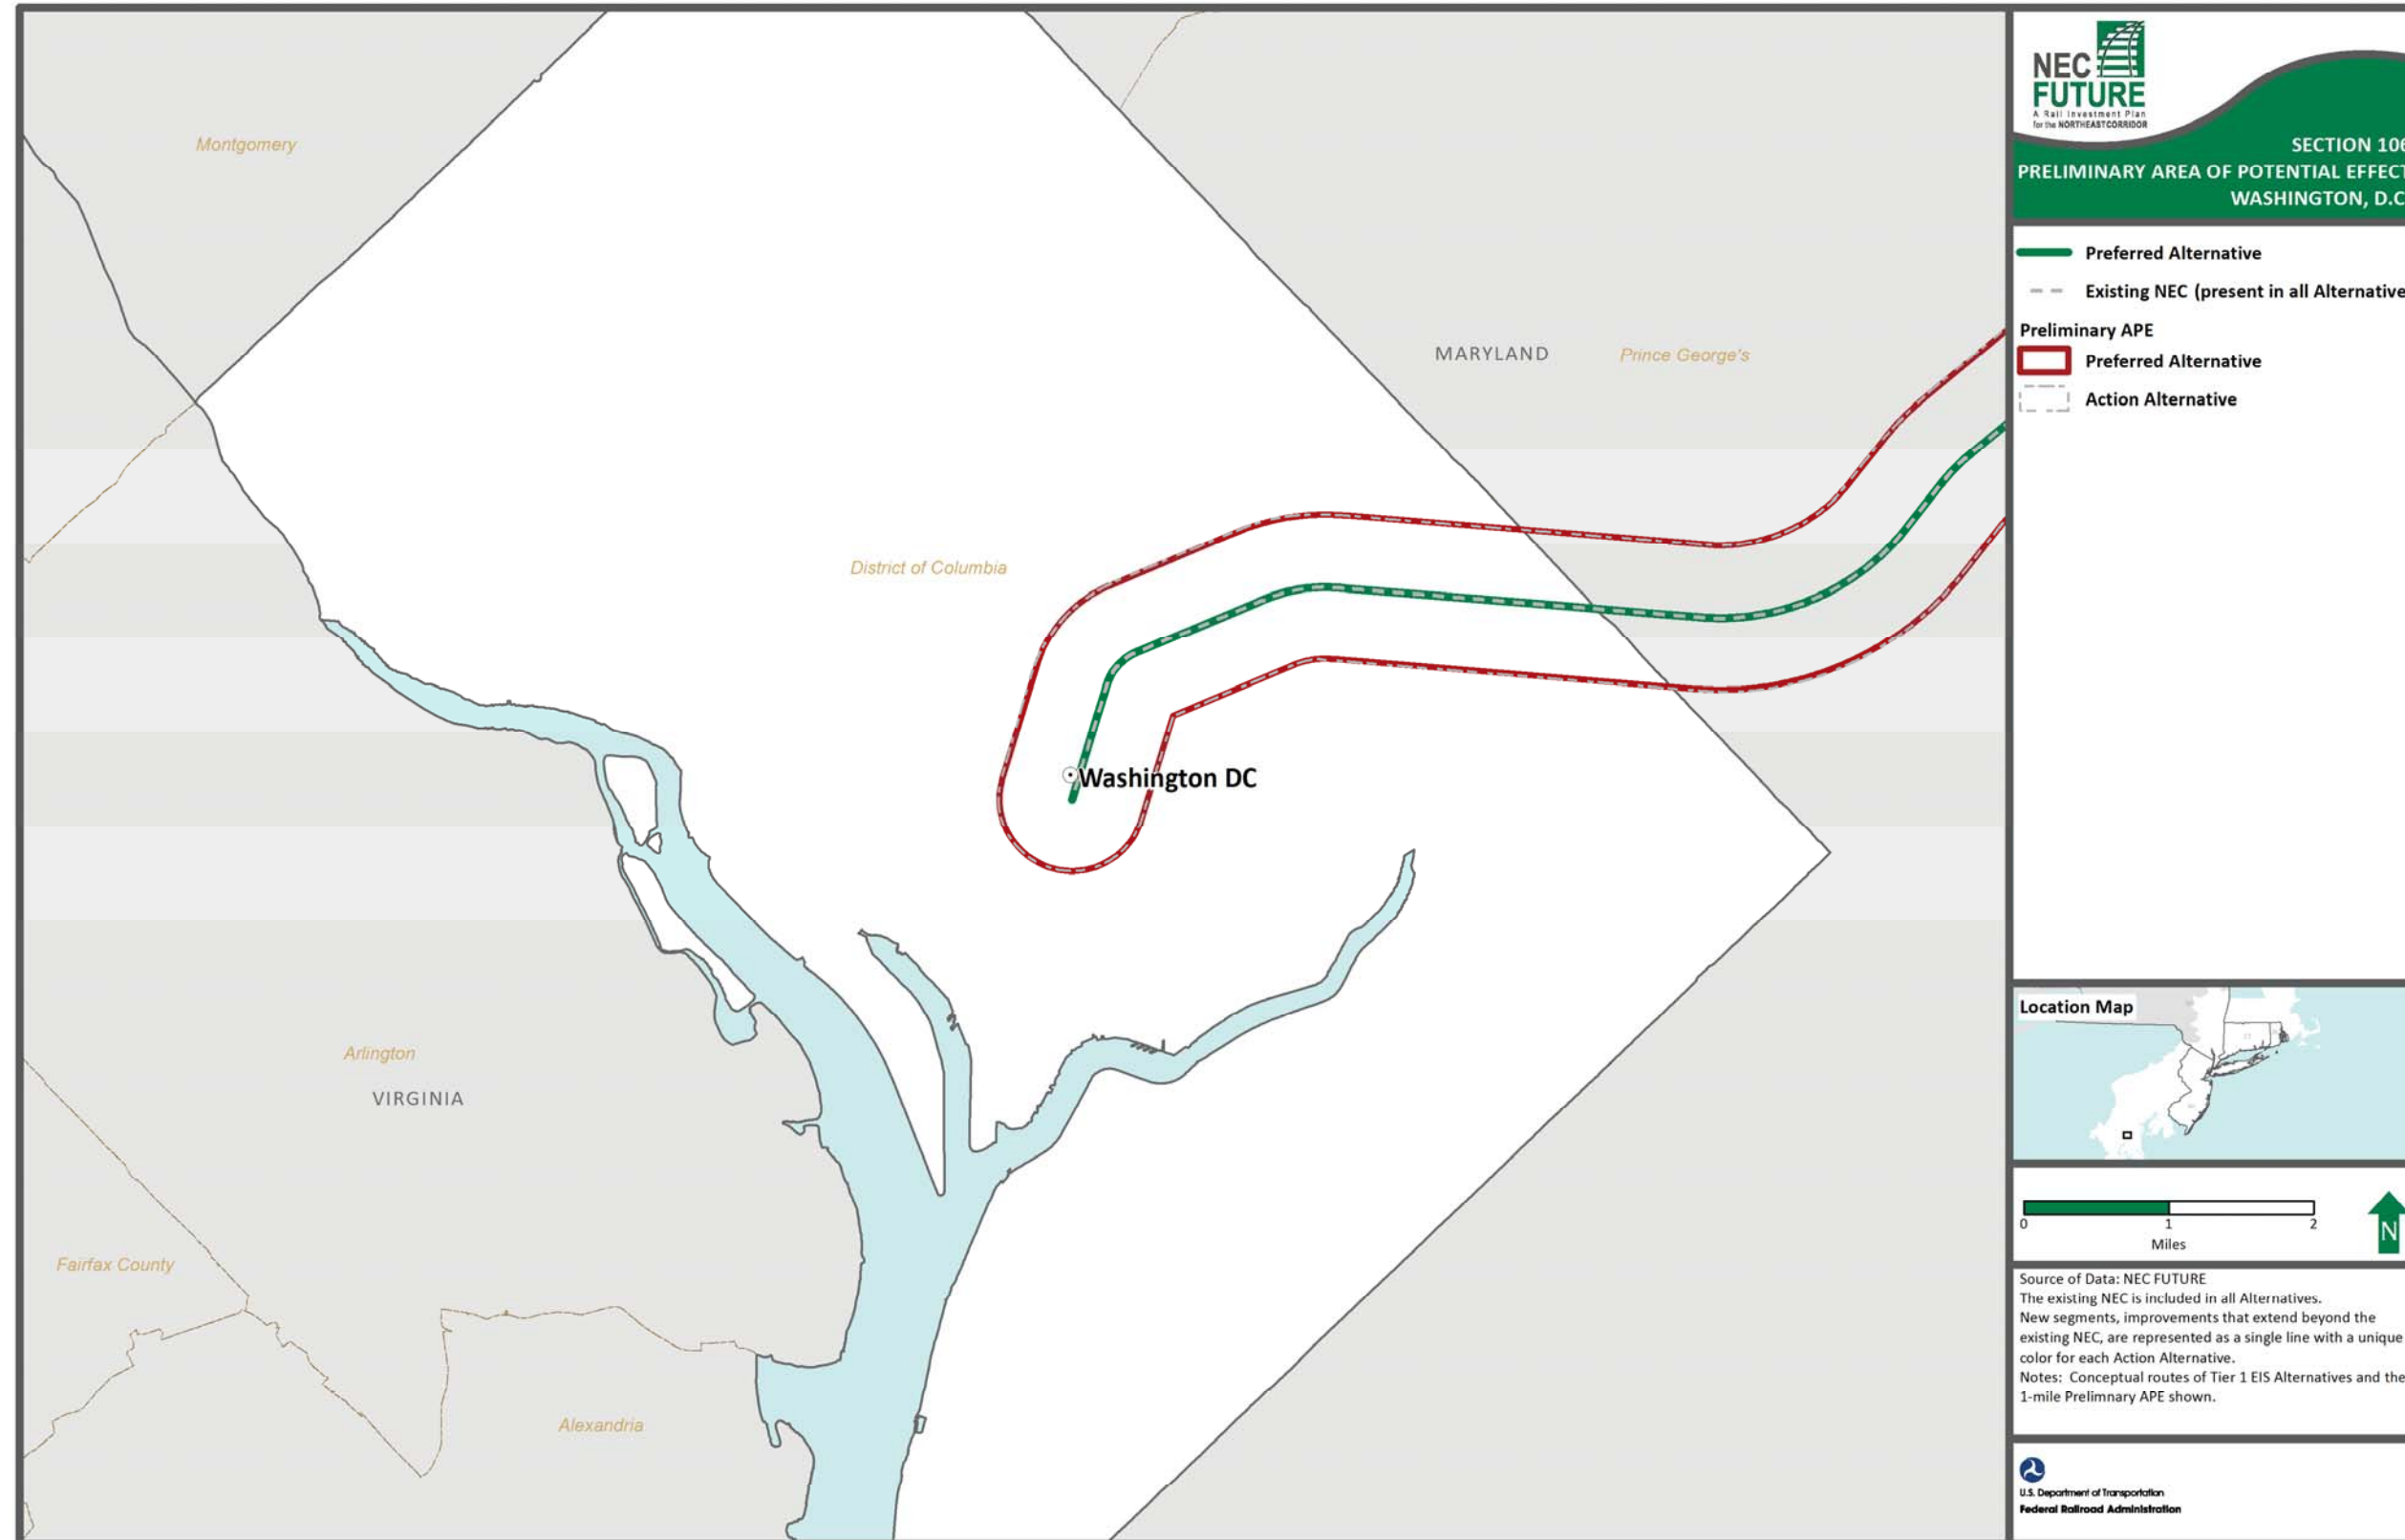 Montgomery
MARYLAND
Prince George's
District of Columbia
Washington DC
Arlington
VIRGINIA
Fairfax County
Alexandria
NEC
FUTURE
A Rail Investment Plan
for the NORTHEAST CORRIDOR
SECTION 106
PRELIMINARY AREA OF POTENTIAL EFFECT
WASHINGTON, D.C
Preferred Alternative
Existing NEC (present in all Alternative
Preliminary APE
Preferred Alternative
Action Alternative
Location Map
0 1 2
Miles
N
Source of Data: NEC FUTURE
The existing NEC is included in all Alternatives.
New segments, improvements that extend beyond the
existing NEC, are represented as a single line with a unique
color for each Action Alternative.
Notes: Conceptual routes of Tier 1 EIS Alternatives and the
1-mile Prelimnary APE shown.
U.S. Department of Transportation
Federal Railroad Administration